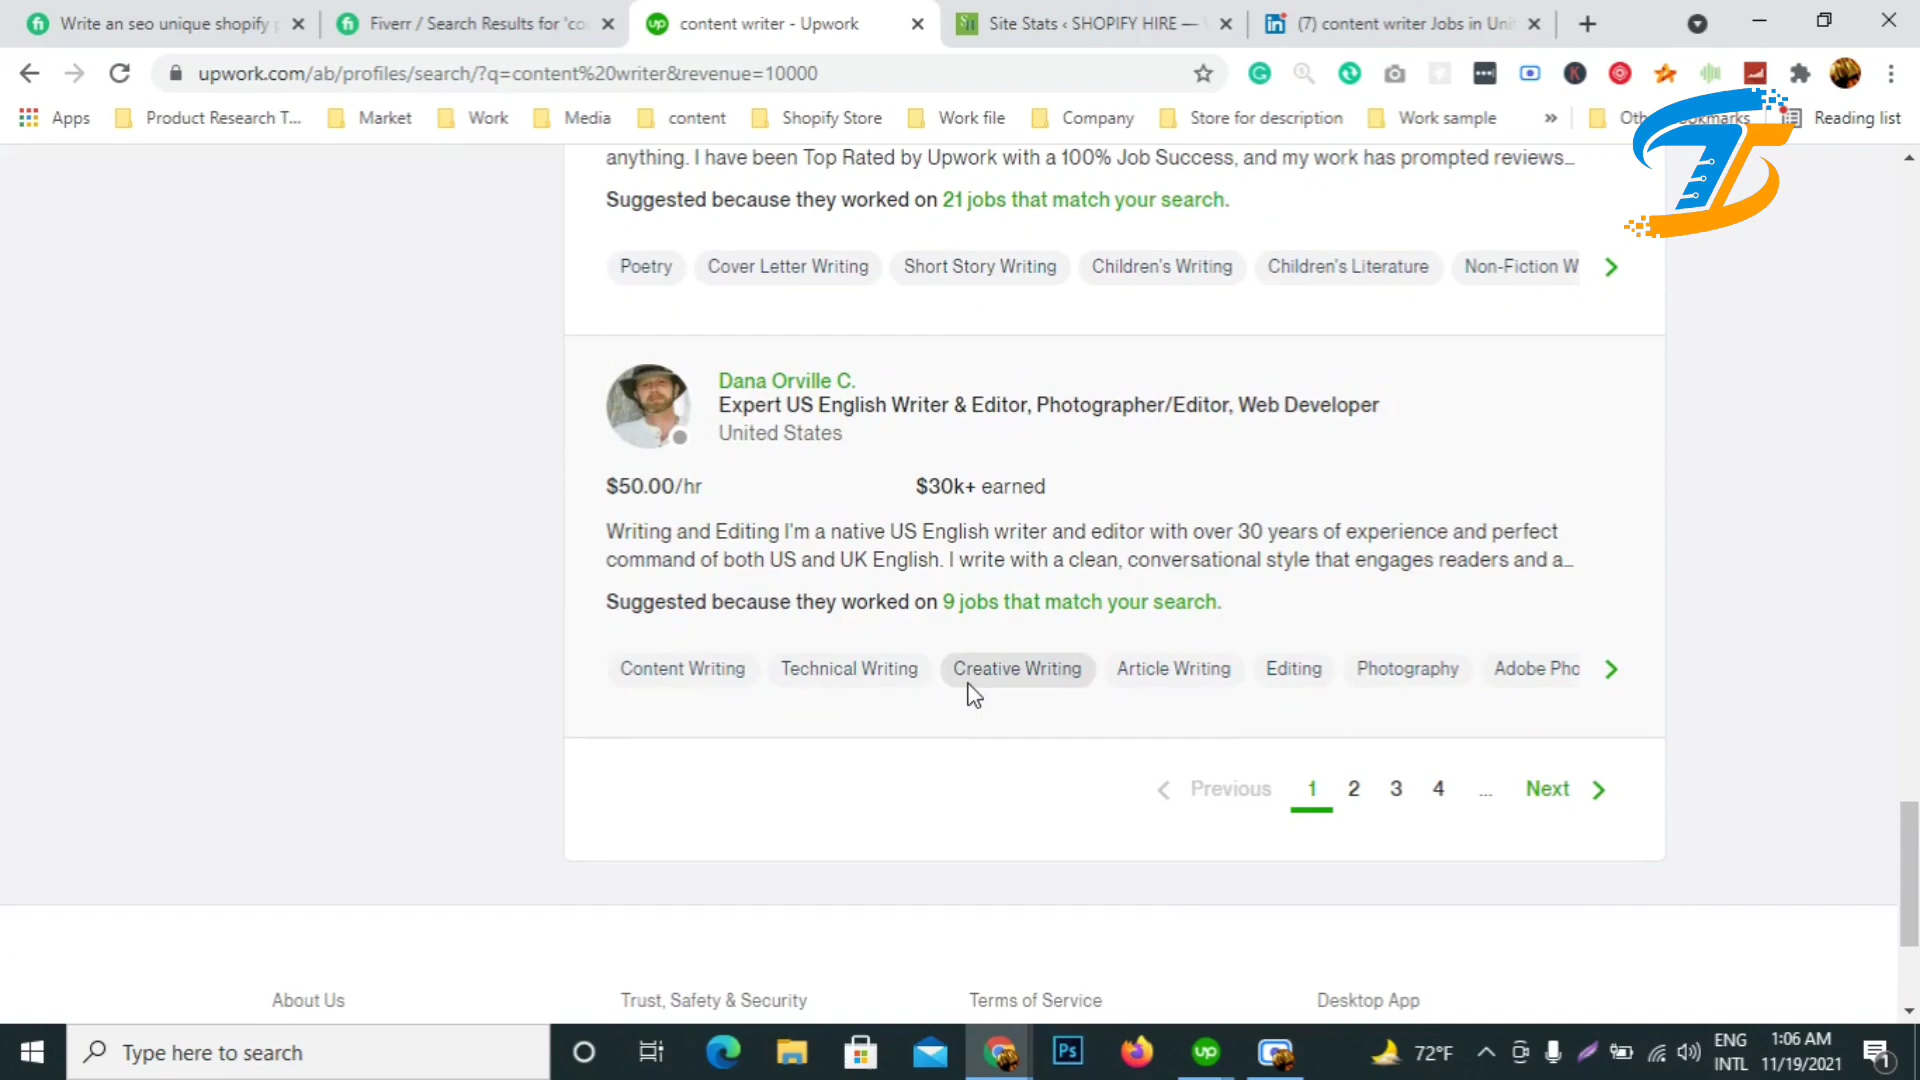 Write an seo unique shopify
Fiverr / Search Results for 'co
content writer - Upwork
Site Stats ‹ SHOPIFY HIRE —
(7) content writer Jobs in Uni
upwork.com/ab/profiles/search/?q=content%20writer&revenue=10000
Apps
Product Research T...
Market
Work
Media
content
Shopify Store
Work file
Company
Store for description
Work sample
»
Reading list
anything. I have been Top Rated by Upwork with a 100% Job Success, and my work has prompted reviews...
Suggested because they worked on 21 jobs that match your search.
Poetry
Cover Letter Writing
Short Story Writing
Children's Writing
Children's Literature
Non-Fiction W
Dana Orville C.
Expert US English Writer & Editor, Photographer/Editor, Web Developer
United States
$50.00/hr
$30k+ earned
Writing and Editing I'm a native US English writer and editor with over 30 years of experience and perfect
command of both US and UK English. I write with a clean, conversational style that engages readers and a...
Suggested because they worked on 9 jobs that match your search.
Content Writing
Technical Writing
Creative Writing
Article Writing
Editing
Photography
Adobe Pho
Previous
1
2
3
4
...
Next
About Us
Trust, Safety & Security
Terms of Service
Desktop App
Type here to search
Ps
up
72°F
ENG
INTL
1:06 AM
11/19/2021
1